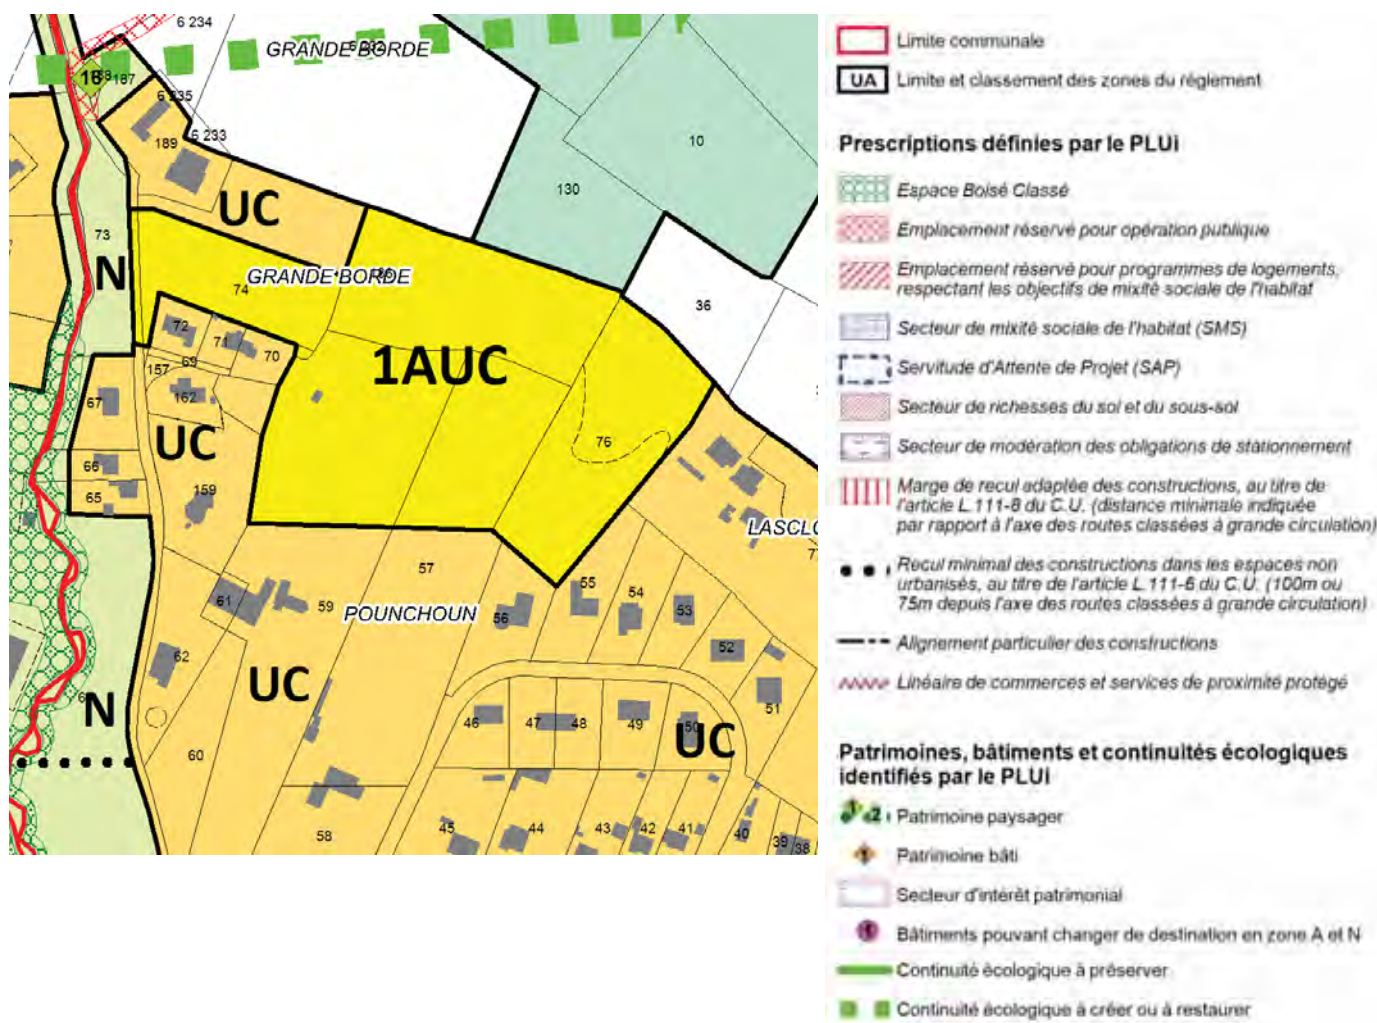 6 234
GRANDE BORDE
6 232
18
187
6 235
6 233
189
10
130
UC
73
N
GRANDE BORDE
86
74
36
72
71
70
1AUC
69
157
162
67
UC
76
66
65
159
LASCLO
57
55
61
59
POUNCHOUN
56
54
53
52
62
UC
51
N
46
47
48
49
50
UC
60
58
45
44
43
42
41
40
39
38
Limite communale
UA
Limite et classement des zones du règlement
Prescriptions définies par le PLUi
Espace Boisé Classé
Emplacement réservé pour opération publique
Emplacement réservé pour programmes de logements,
respectant les objectifs de mixité sociale de l'habitat
Secteur de mixité sociale de l'habitat (SMS)
Servitude d'Attente de Projet (SAP)
Secteur de richesses du sol et du sous-sol
Secteur de modération des obligations de stationnement
Marge de recul adaptée des constructions, au titre de
l'article L.111-8 du C.U. (distance minimale indiquée
par rapport à l'axe des routes classées à grande circulation)
Recul minimal des constructions dans les espaces non
urbanisés, au titre de l'article L.111-6 du C.U. (100m ou
75m depuis l'axe des routes classées à grande circulation)
Alignement particulier des constructions
Linéaire de commerces et services de proximité protégé
Patrimoines, bâtiments et continuités écologiques
identifiés par le PLUi
1
2
Patrimoine paysager
1
Patrimoine bâti
Secteur d'intérêt patrimonial
1
Bâtiments pouvant changer de destination en zone A et N
Continuité écologique à préserver
Continuité écologique à créer ou à restaurer